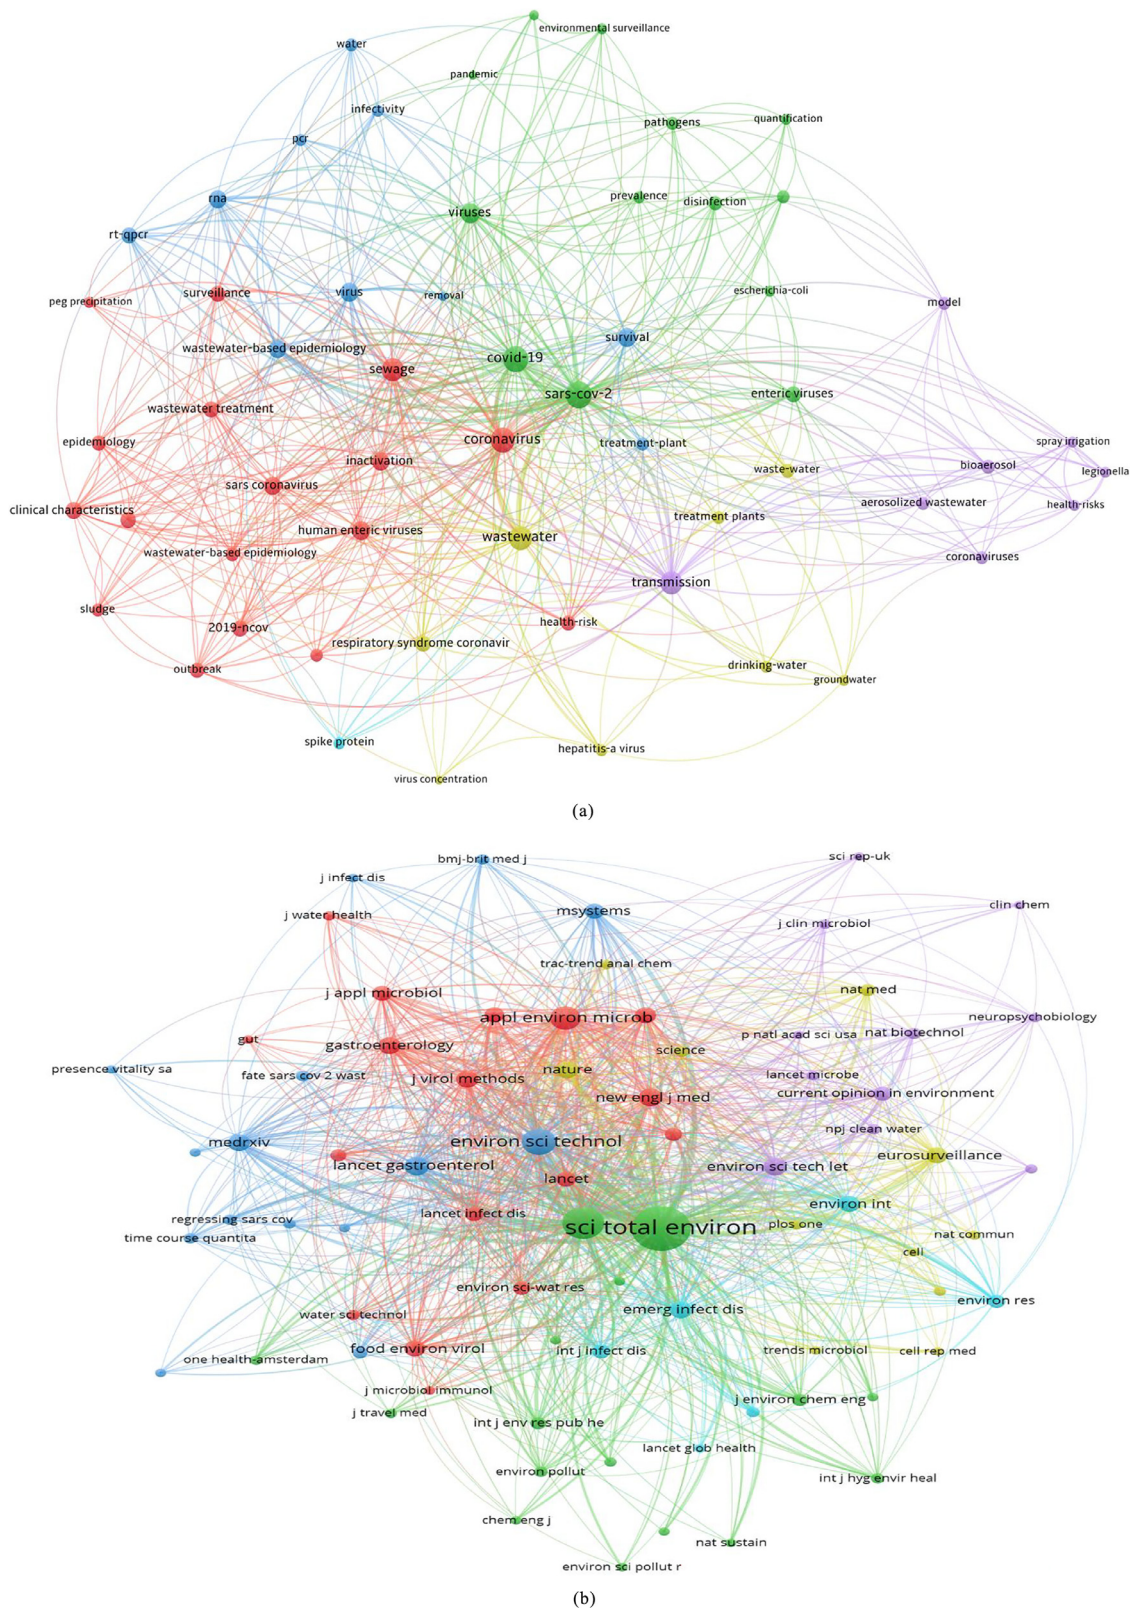 environmental surveillance
water
pandemic
infectivity
quantification
pathogens
pcr
rna
prevalence
disinfection
viruses
rt-qpcr
peg precipitation
surveillance
virus
removal
escherichia-coli
model
survival
wastewater-based epidemiology
covid-19
sewage
sars-cov-2
enteric viruses
wastewater treatment
epidemiology
coronavirus
treatment-plant
spray irrigation
inactivation
waste-water
bioaerosol
legionella
sars coronavirus
aerosolized wastewater
health-risks
clinical characteristics
treatment plants
human enteric viruses
wastewater
wastewater-based epidemiology
coronaviruses
transmission
sludge
2019-ncov
health-risk
respiratory syndrome coronavir
outbreak
drinking-water
groundwater
spike protein
hepatitis-a virus
virus concentration
(a)
bmj-brit med j
sci rep-uk
j infect dis
clin chem
j water health
msystems
j clin microbiol
trac-trend anal chem
j appl microbiol
nat med
appl environ microb
neuropsychobiology
p natl acad sci usa
nat biotechnol
gut
gastroenterology
science
presence vitality sa
fate sars cov 2 wast
j virol methods
nature
lancet microbe
new engl j med
current opinion in environment
npj clean water
medrxiv
environ sci technol
eurosurveillance
lancet gastroenterol
environ sci tech let
lancet
environ int
regressing sars cov
lancet infect dis
sci total environ
plos one
time course quantita
nat commun
cell
environ sci-wat res
environ res
water sci technol
emerg infect dis
food environ virol
int j infect dis
trends microbiol
cell rep med
one health-amsterdam
j microbiol immunol
j environ chem eng
j travel med
int j env res pub he
lancet glob health
environ pollut
int j hyg envir heal
chem eng j
nat sustain
environ sci pollut r
(b)